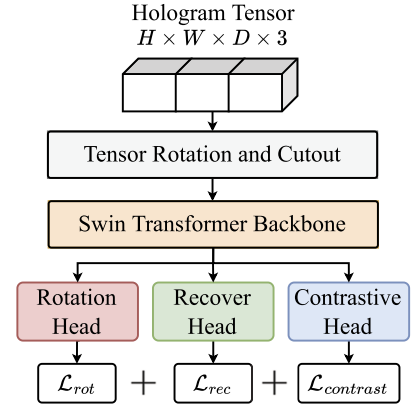 Hologram Tensor
H × W × D × 3
Tensor Rotation and Cutout
Swin Transformer Backbone
Rotation
Head
Recover
Head
Contrastive
Head
ℒ_rot + ℒ_rec + ℒ_contrast